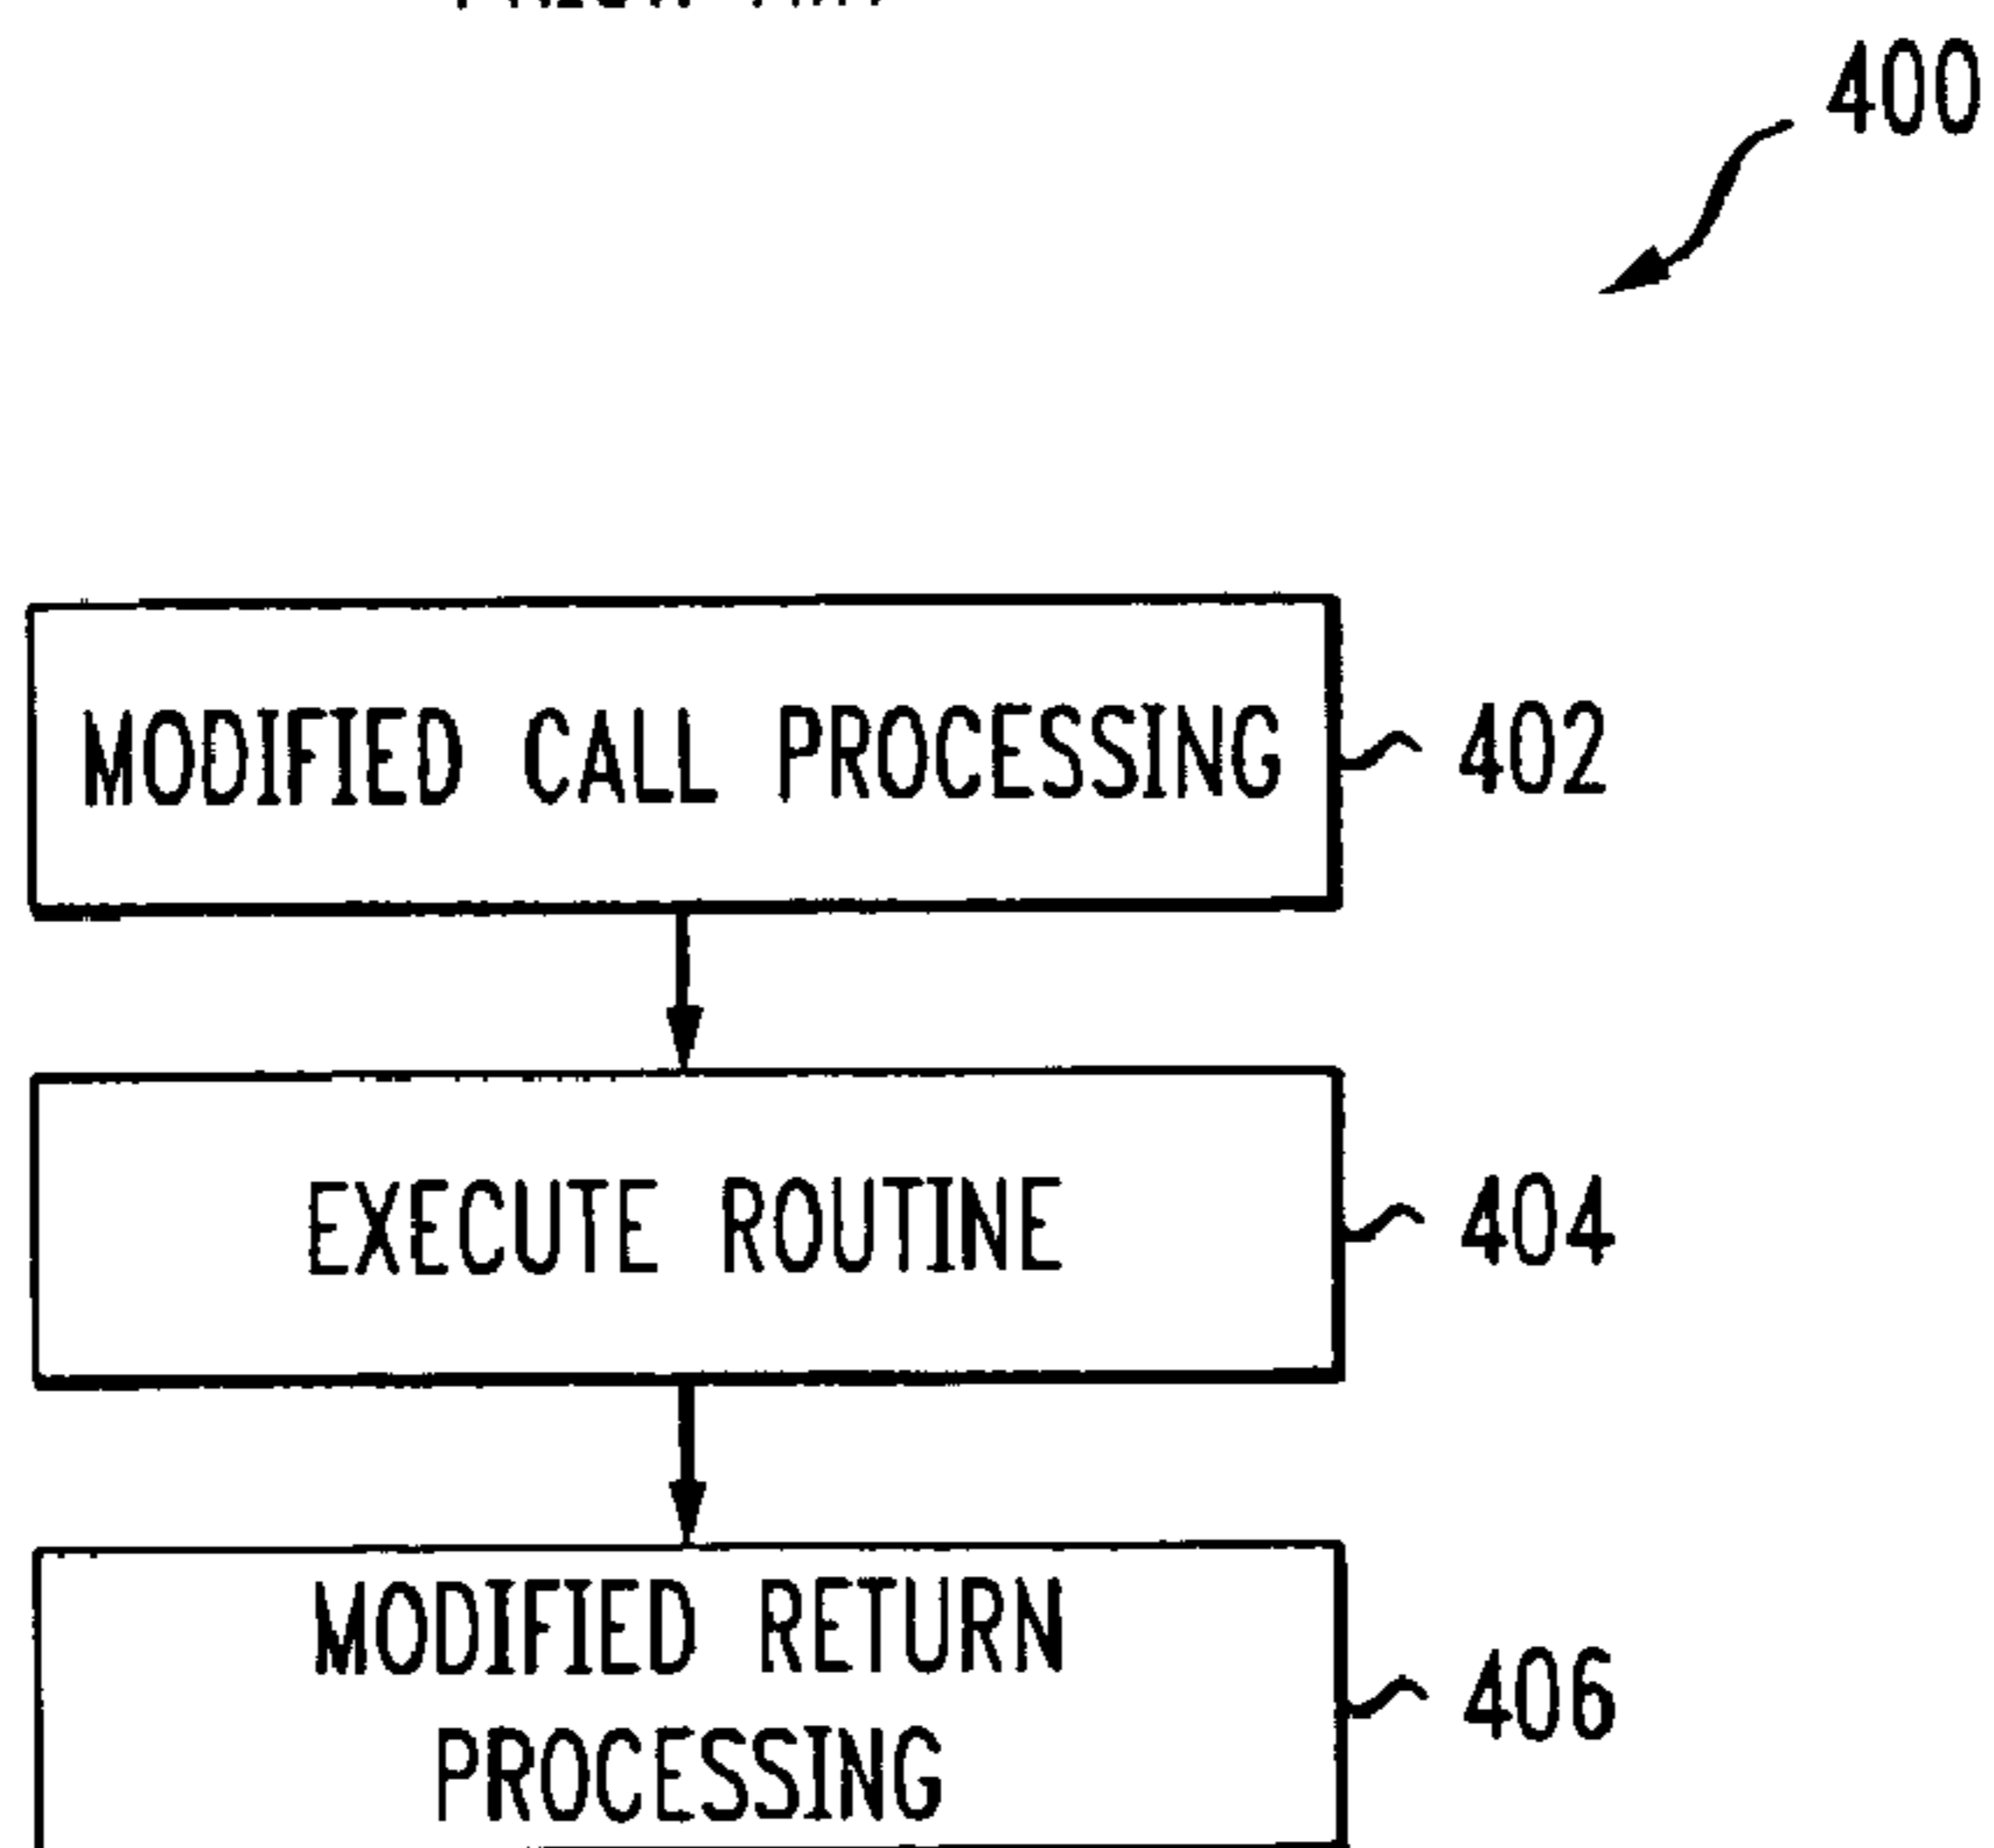 400
MODIFIED CALL PROCESSING
402
EXECUTE ROUTINE
404
MODIFIED RETURN
PROCESSING
406